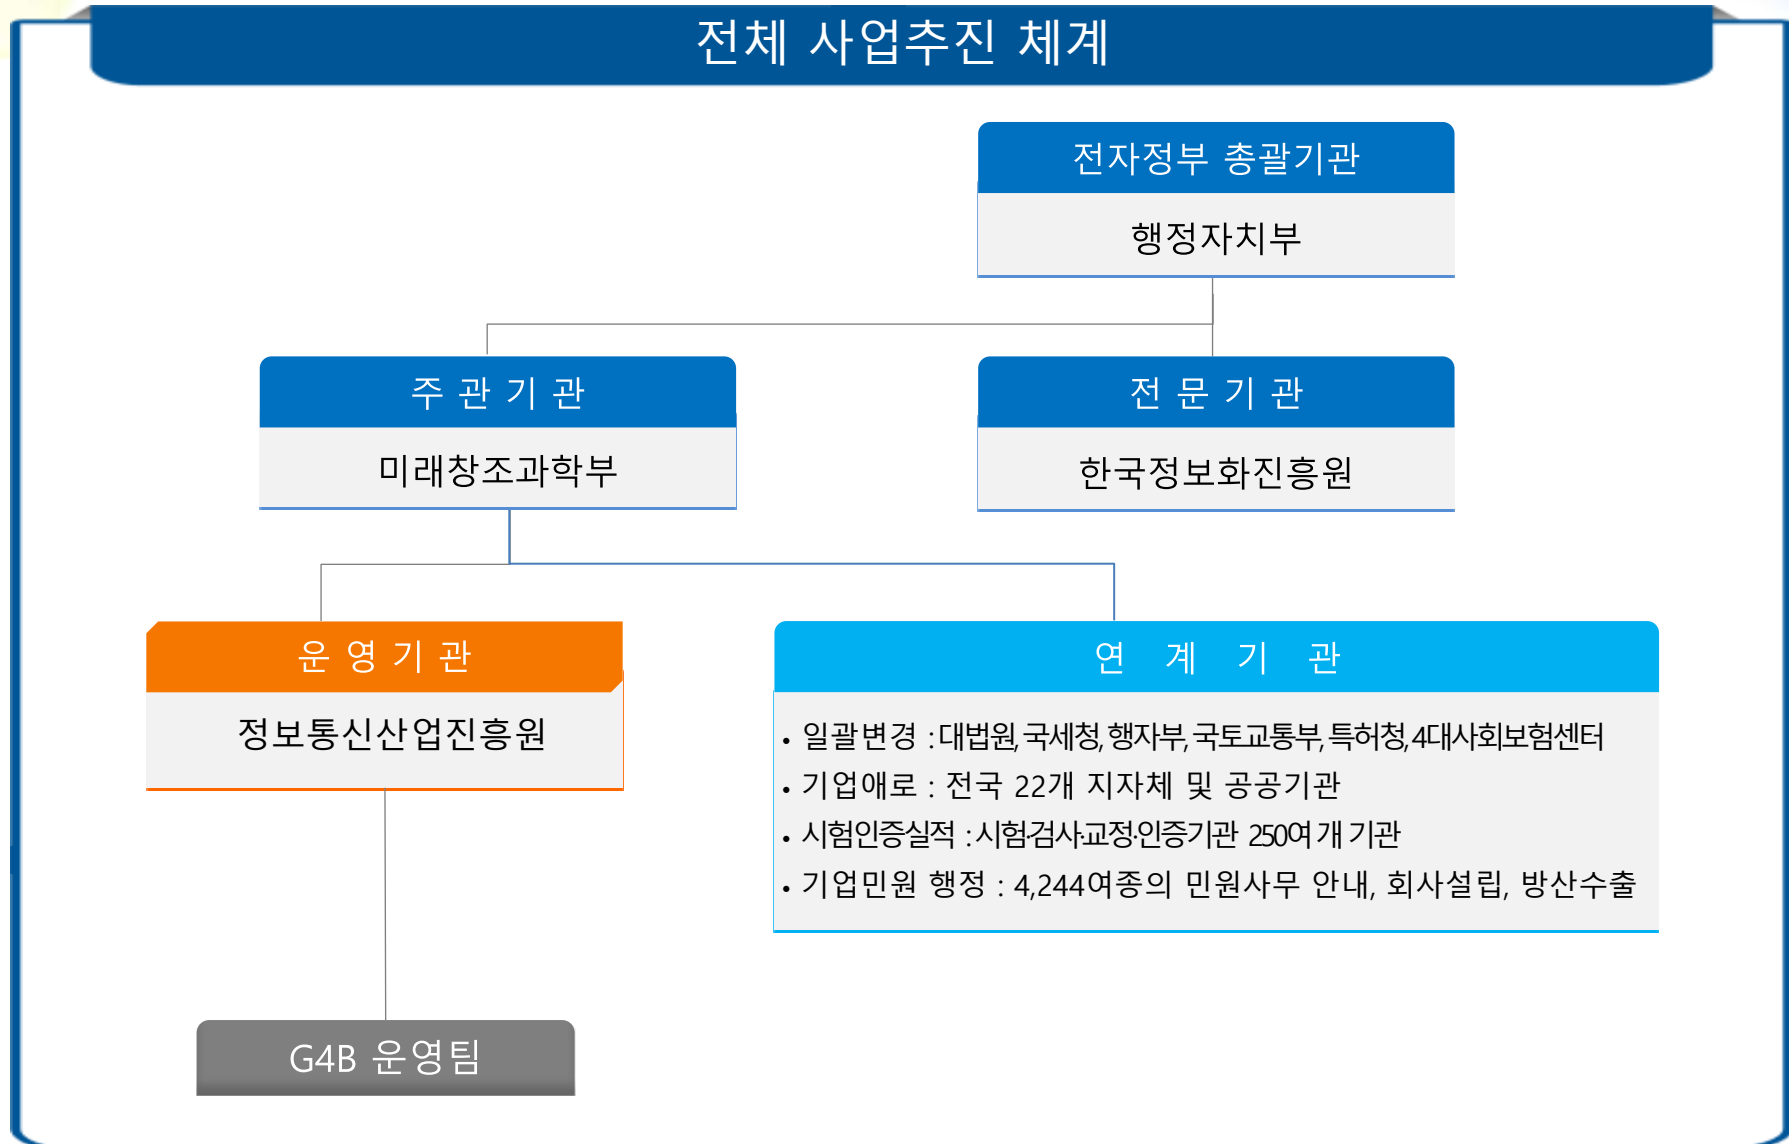 전체 사업추진 체계
전자정부 총괄기관
행정자치부
주 관 기 관
미래창조과학부
전 문 기 관
한국정보화진흥원
운 영 기 관
정보통신산업진흥원
연 계 기 관
• 일괄변경 : 대법원, 국세청, 행자부, 국토교통부, 특허청, 4대사회보험센터
• 기업애로 : 전국 22개 지자체 및 공공기관
• 시험인증실적 : 시험·검사·교정·인증기관 250여 개 기관
• 기업민원 행정 : 4,244여종의 민원사무 안내, 회사설립, 방산수출
G4B 운영팀